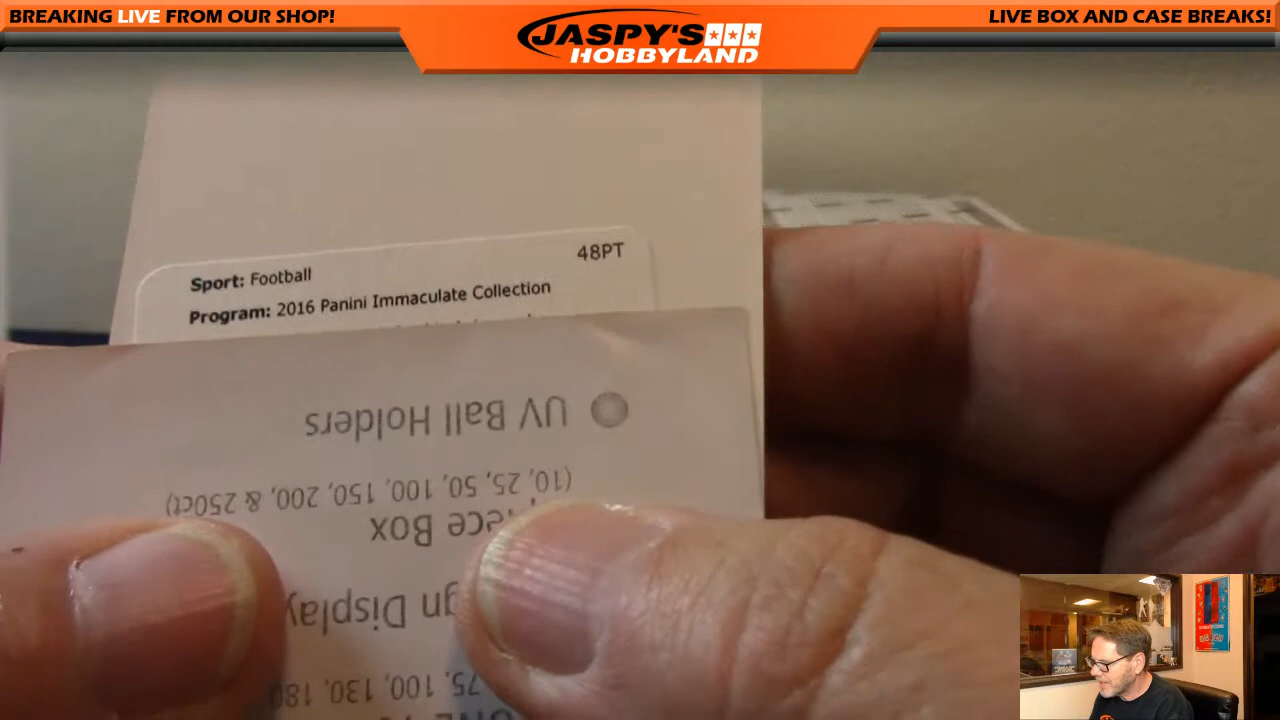 BREAKING LIVE FROM OUR SHOP!
JASPY'S
HOBBYLAND
LIVE BOX AND CASE BREAKS!
48PT
Sport: Football
Program: 2016 Panini Immaculate Collection
UV Ball Holders
(10, 25, 50, 100, 150, 200, & 250ct)
Box
Display
75, 100, 130, 180